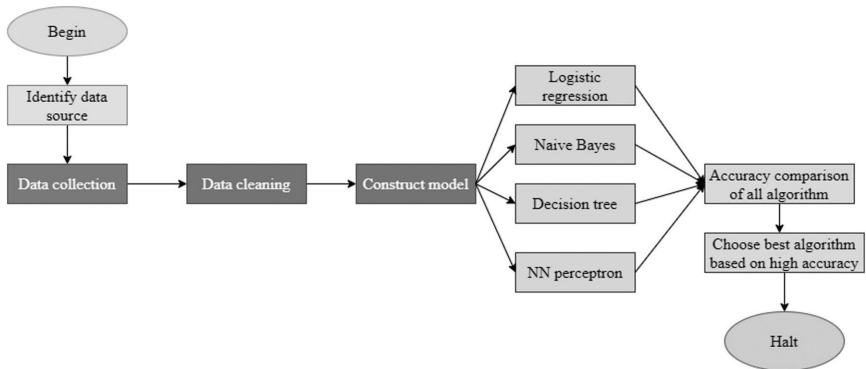 Begin
Identify data
source
Data collection
Data cleaning
Construct model
Logistic
regression
Naive Bayes
Decision tree
NN perceptron
Accuracy comparison
of all algorithm
Choose best algorithm
based on high accuracy
Halt